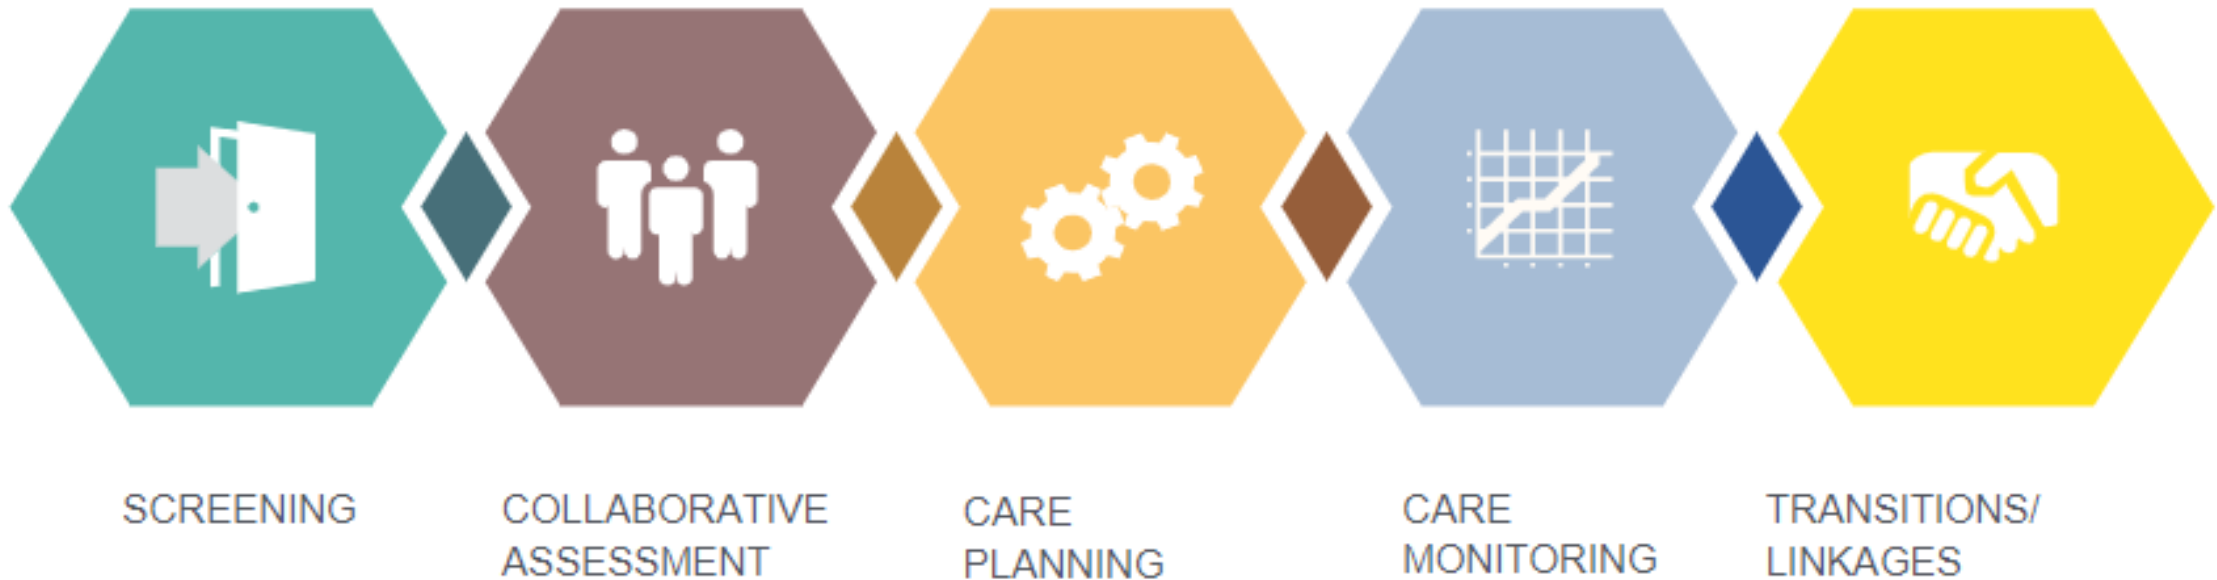 SCREENING
COLLABORATIVE
ASSESSMENT
CARE
PLANNING
CARE
MONITORING
TRANSITIONS/
LINKAGES